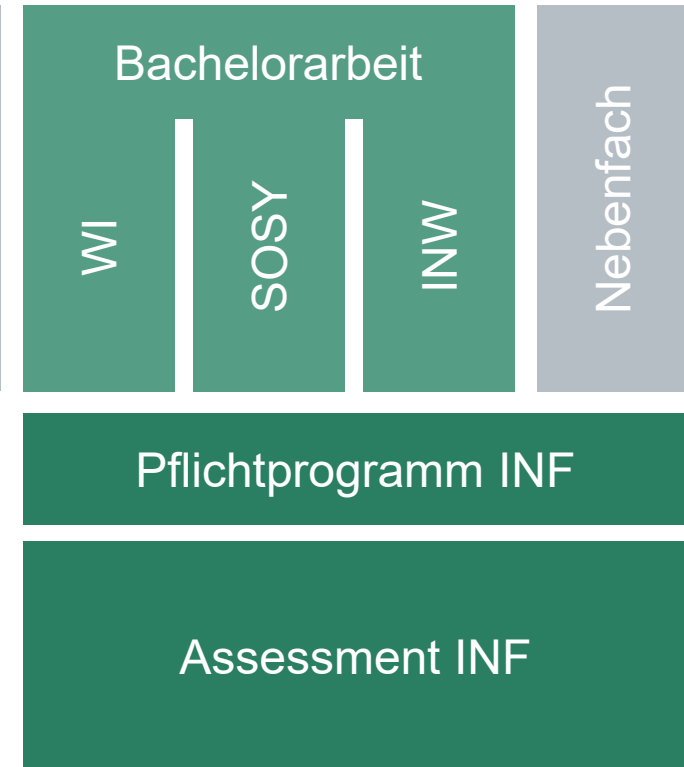 Bachelorarbeit
WI
SOSY
INW
Nebenfach
Pflichtprogramm INF
Assessment INF